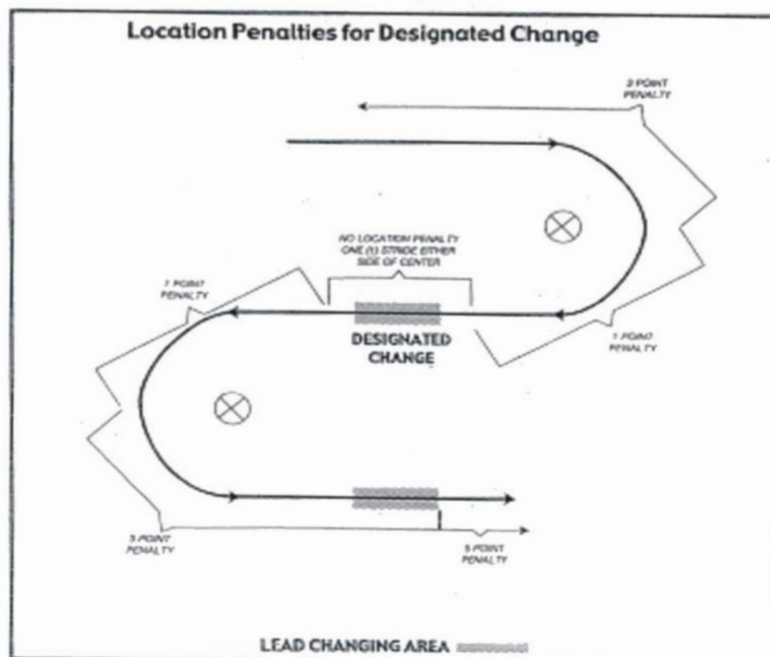 Location Penalties for Designated Change
3 POINT
PENALTY
NO LOCATION PENALTY
ONE (1) STRIDE EITHER
SIDE OF CENTER
1 POINT
PENALTY
DESIGNATED
CHANGE
1 POINT
PENALTY
3 POINT
PENALTY
5 POINT
PENALTY
LEAD CHANGING AREA